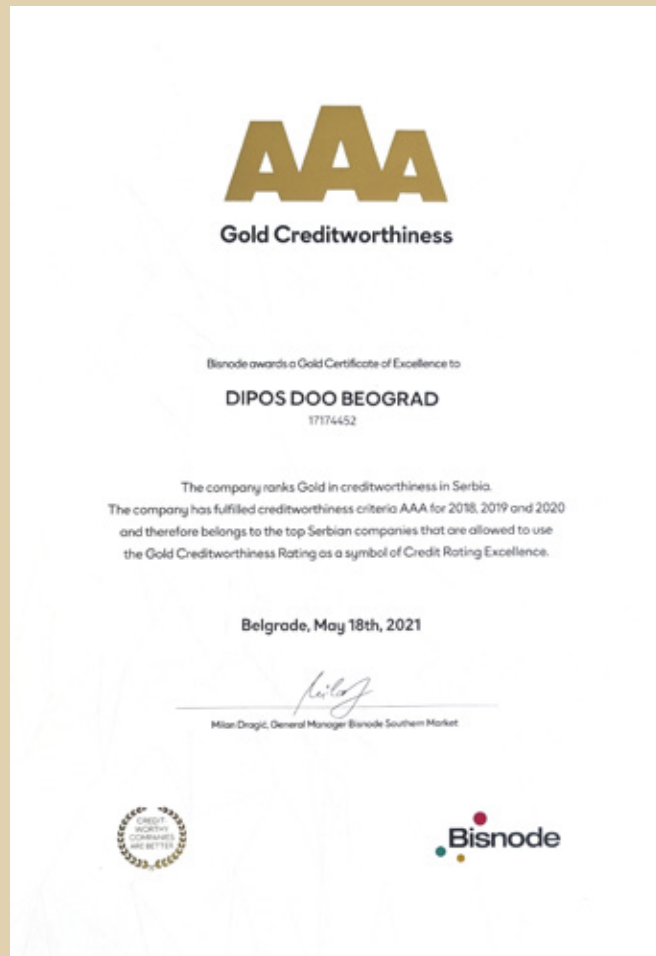 AAA
Gold Creditworthiness
Bisnode awards a Gold Certificate of Excellence to
DIPOS DOO BEOGRAD
17174452
The company ranks Gold in creditworthiness in Serbia.
The company has fulfilled creditworthiness criteria AAA for 2018, 2019 and 2020
and therefore belongs to the top Serbian companies that are allowed to use
the Gold Creditworthiness Rating as a symbol of Credit Rating Excellence.
Belgrade, May 18th, 2021
Milan Dragić, General Manager Bisnode Southern Market
CREDIT
WORTHY
COMPANIES
ARE BETTER
Bisnode